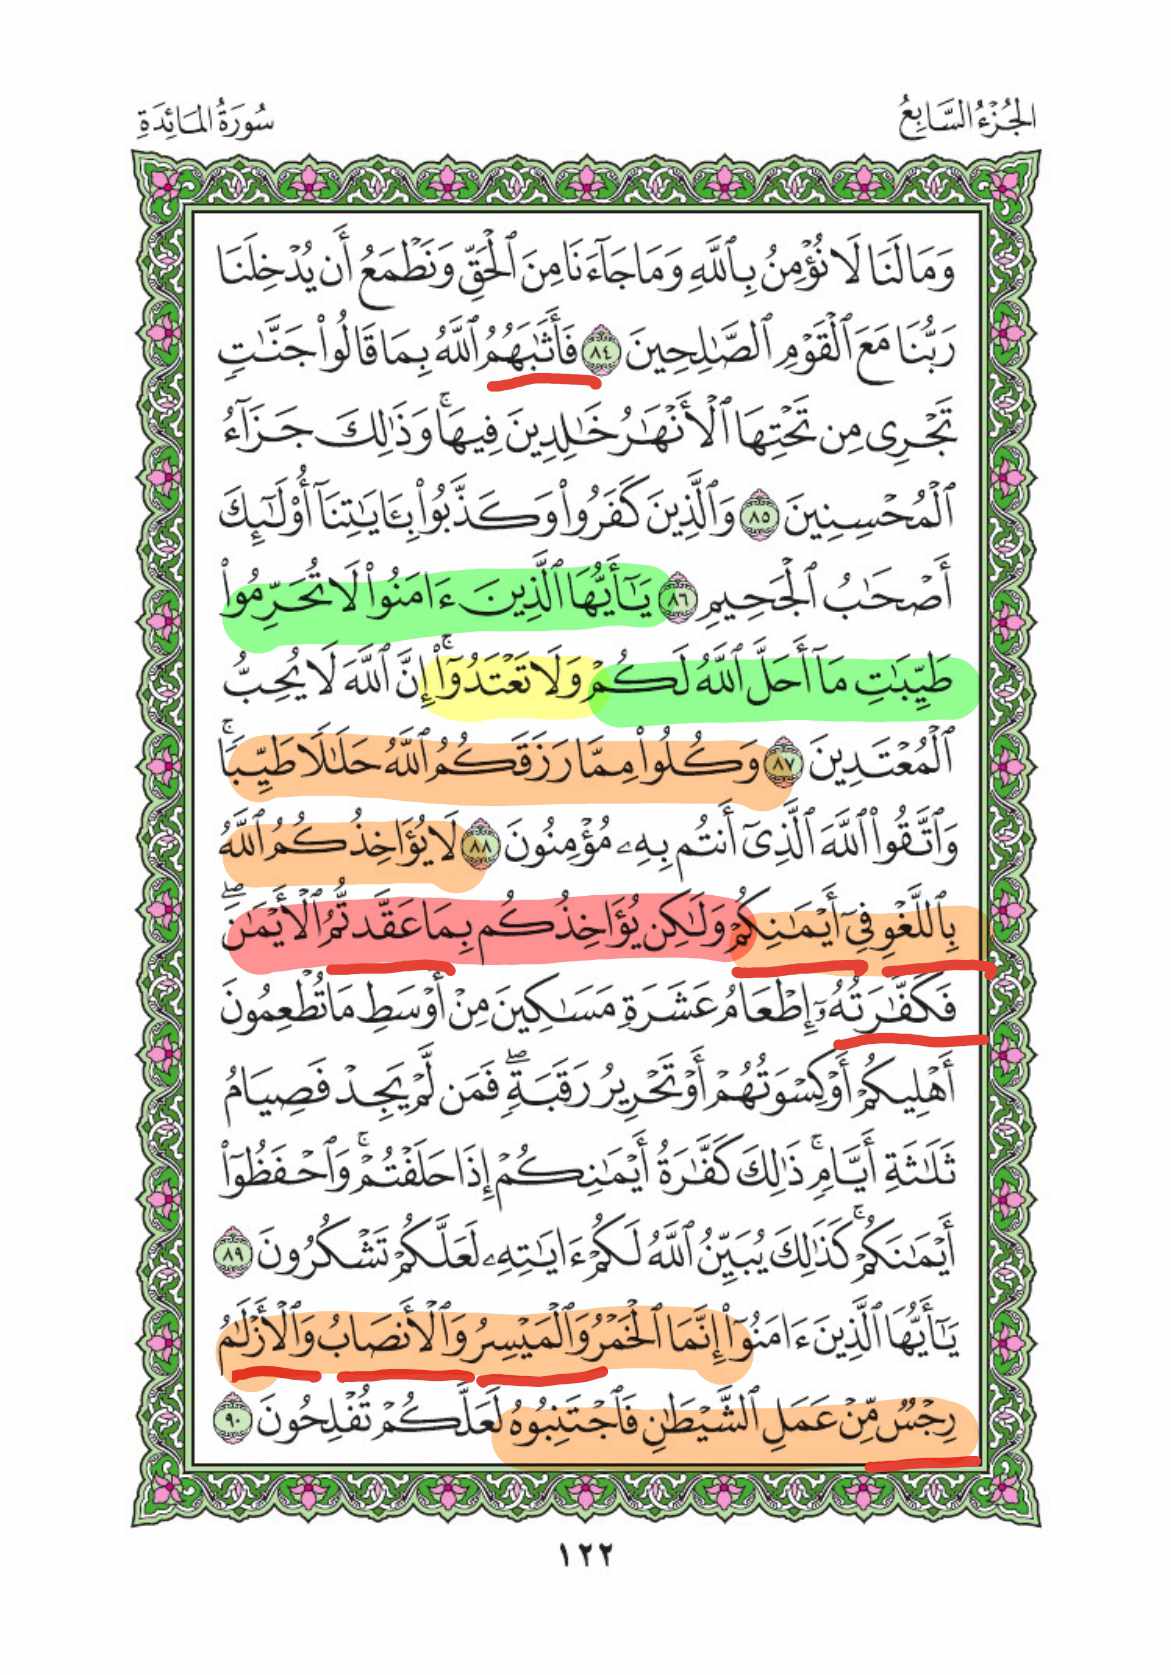 الجُزْءُ السَّابِعُ
سُورَةُ المَائِدَةِ
وَمَا لَنَا لَا نُؤْمِنُ بِٱللَّهِ وَمَا جَآءَنَا مِنَ ٱلْحَقِّ وَنَطْمَعُ أَن يُدْخِلَنَا
رَبُّنَا مَعَ ٱلْقَوْمِ ٱلصَّٰلِحِينَ ٨٤ فَأَثَٰبَهُمُ ٱللَّهُ بِمَا قَالُوا۟ جَنَّٰتٍ
تَجْرِى مِن تَحْتِهَا ٱلْأَنْهَٰرُ خَٰلِدِينَ فِيهَا ۚ وَذَٰلِكَ جَزَآءُ
ٱلْمُحْسِنِينَ ٨٥ وَٱلَّذِينَ كَفَرُوا۟ وَكَذَّبُوا۟ بِـَٔايَٰتِنَآ أُو۟لَٰٓئِكَ
أَصْحَٰبُ ٱلْجَحِيمِ ٨٦ يَٰٓأَيُّهَا ٱلَّذِينَ ءَامَنُوا۟ لَا تُحَرِّمُوا۟
طَيِّبَٰتِ مَآ أَحَلَّ ٱللَّهُ لَكُمْ وَلَا تَعْتَدُوٓا۟ ۚ إِنَّ ٱللَّهَ لَا يُحِبُّ
ٱلْمُعْتَدِينَ ٨٧ وَكُلُوا۟ مِمَّا رَزَقَكُمُ ٱللَّهُ حَلَٰلًا طَيِّبًا ۚ
وَٱتَّقُوا۟ ٱللَّهَ ٱلَّذِىٓ أَنتُم بِهِۦ مُؤْمِنُونَ ٨٨ لَا يُؤَاخِذُكُمُ ٱللَّهُ
بِٱللَّغْوِ فِىٓ أَيْمَٰنِكُمْ وَلَٰكِن يُؤَاخِذُكُم بِمَا عَقَّدتُّمُ ٱلْأَيْمَٰنَ ۖ
فَكَفَّٰرَتُهُۥٓ إِطْعَامُ عَشَرَةِ مَسَٰكِينَ مِنْ أَوْسَطِ مَا تُطْعِمُونَ
أَهْلِيكُمْ أَوْ كِسْوَتُهُمْ أَوْ تَحْرِيرُ رَقَبَةٍ ۖ فَمَن لَّمْ يَجِدْ فَصِيَامُ
ثَلَٰثَةِ أَيَّامٍ ۚ ذَٰلِكَ كَفَّٰرَةُ أَيْمَٰنِكُمْ إِذَا حَلَفْتُمْ ۚ وَٱحْفَظُوٓا۟
أَيْمَٰنَكُمْ ۚ كَذَٰلِكَ يُبَيِّنُ ٱللَّهُ لَكُمْ ءَايَٰتِهِۦ لَعَلَّكُمْ تَشْكُرُونَ ٨٩
يَٰٓأَيُّهَا ٱلَّذِينَ ءَامَنُوٓا۟ إِنَّمَا ٱلْخَمْرُ وَٱلْمَيْسِرُ وَٱلْأَنصَابُ وَٱلْأَزْلَٰمُ
رِجْسٌ مِّنْ عَمَلِ ٱلشَّيْطَٰنِ فَٱجْتَنِبُوهُ لَعَلَّكُمْ تُفْلِحُونَ ٩٠
١٢٢